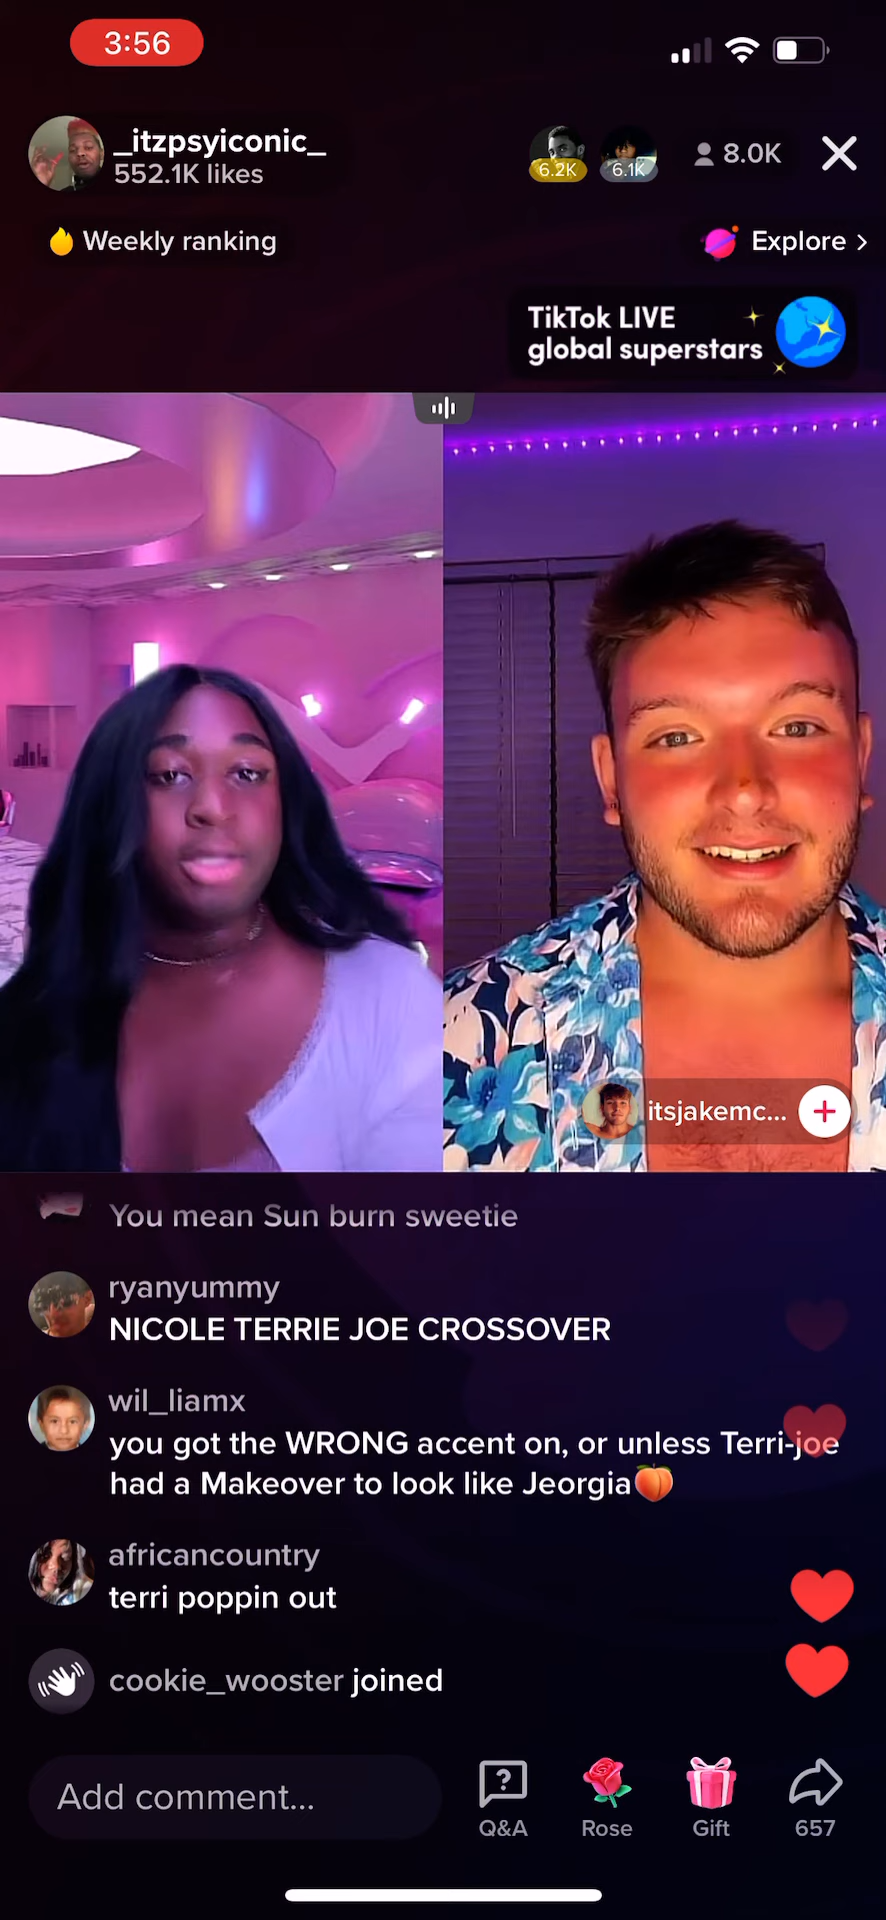 3:56
_itzpsyiconic_
552.1K likes
6.2K
6.1K
8.0K
Weekly ranking
Explore >
TikTok LIVE
global superstars
itsjakemc...
You mean Sun burn sweetie
ryanyummy
NICOLE TERRIE JOE CROSSOVER
wil_liamx
you got the WRONG accent on, or unless Terri-joe
had a Makeover to look like Jeorgia🍑
africancountry
terri poppin out
cookie_wooster joined
Add comment...
Q&A
Rose
Gift
657